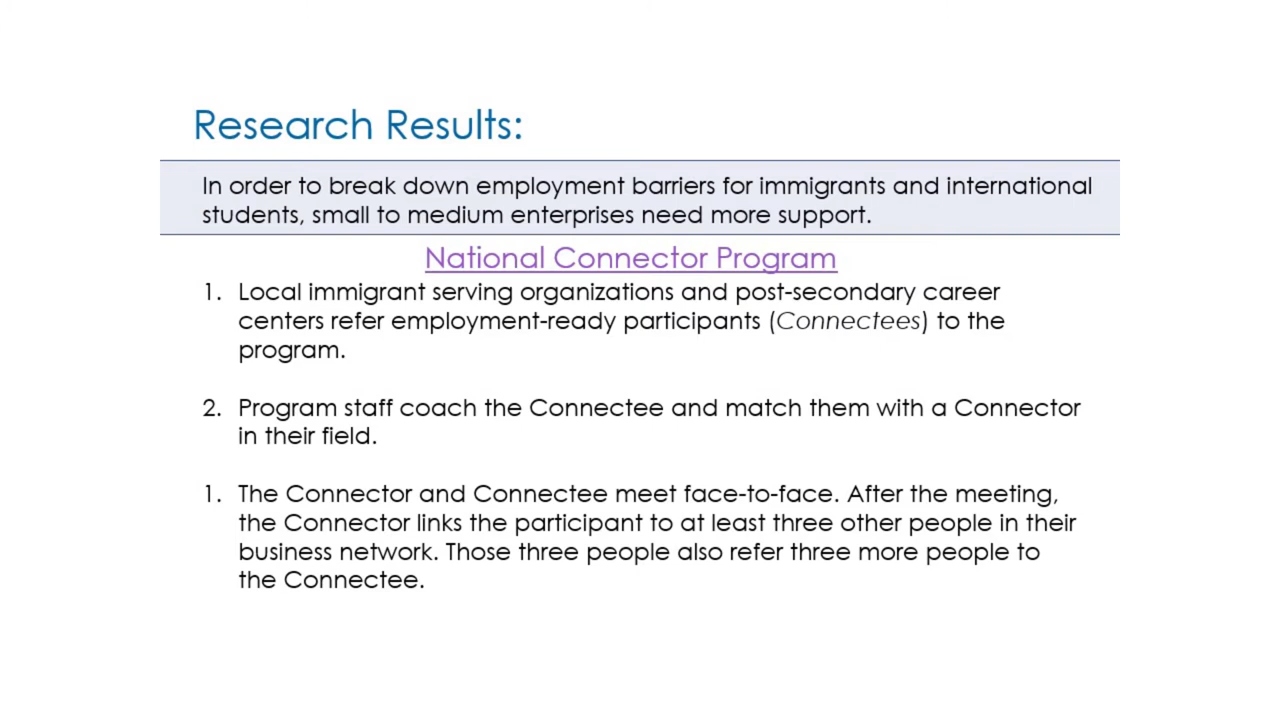 Research Results:
In order to break down employment barriers for immigrants and international
students, small to medium enterprises need more support.
National Connector Program
1. Local immigrant serving organizations and post-secondary career
centers refer employment-ready participants (Connectees) to the
program.
2. Program staff coach the Connectee and match them with a Connector
in their field.
1. The Connector and Connectee meet face-to-face. After the meeting,
the Connector links the participant to at least three other people in their
business network. Those three people also refer three more people to
the Connectee.